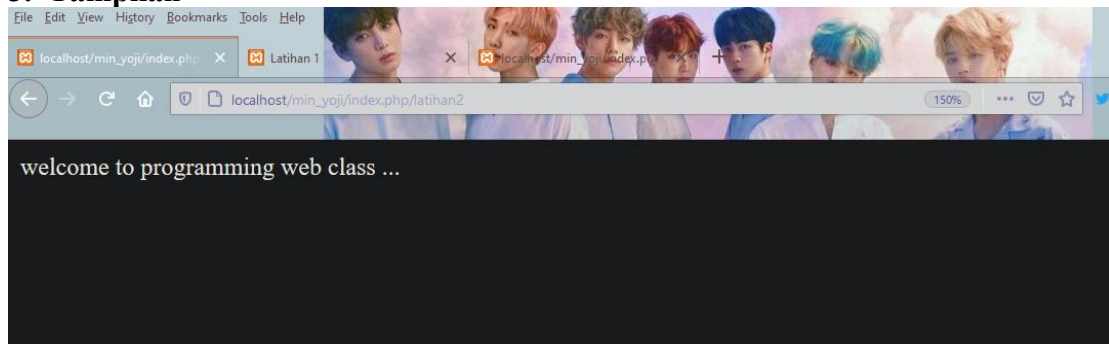 File Edit View History Bookmarks Tools Help
localhost/min_yoji/index.php
Latihan 1
localhost/min_yoji/index.p
localhost/min_yoji/index.php/latihan2
150%
welcome to programming web class ...